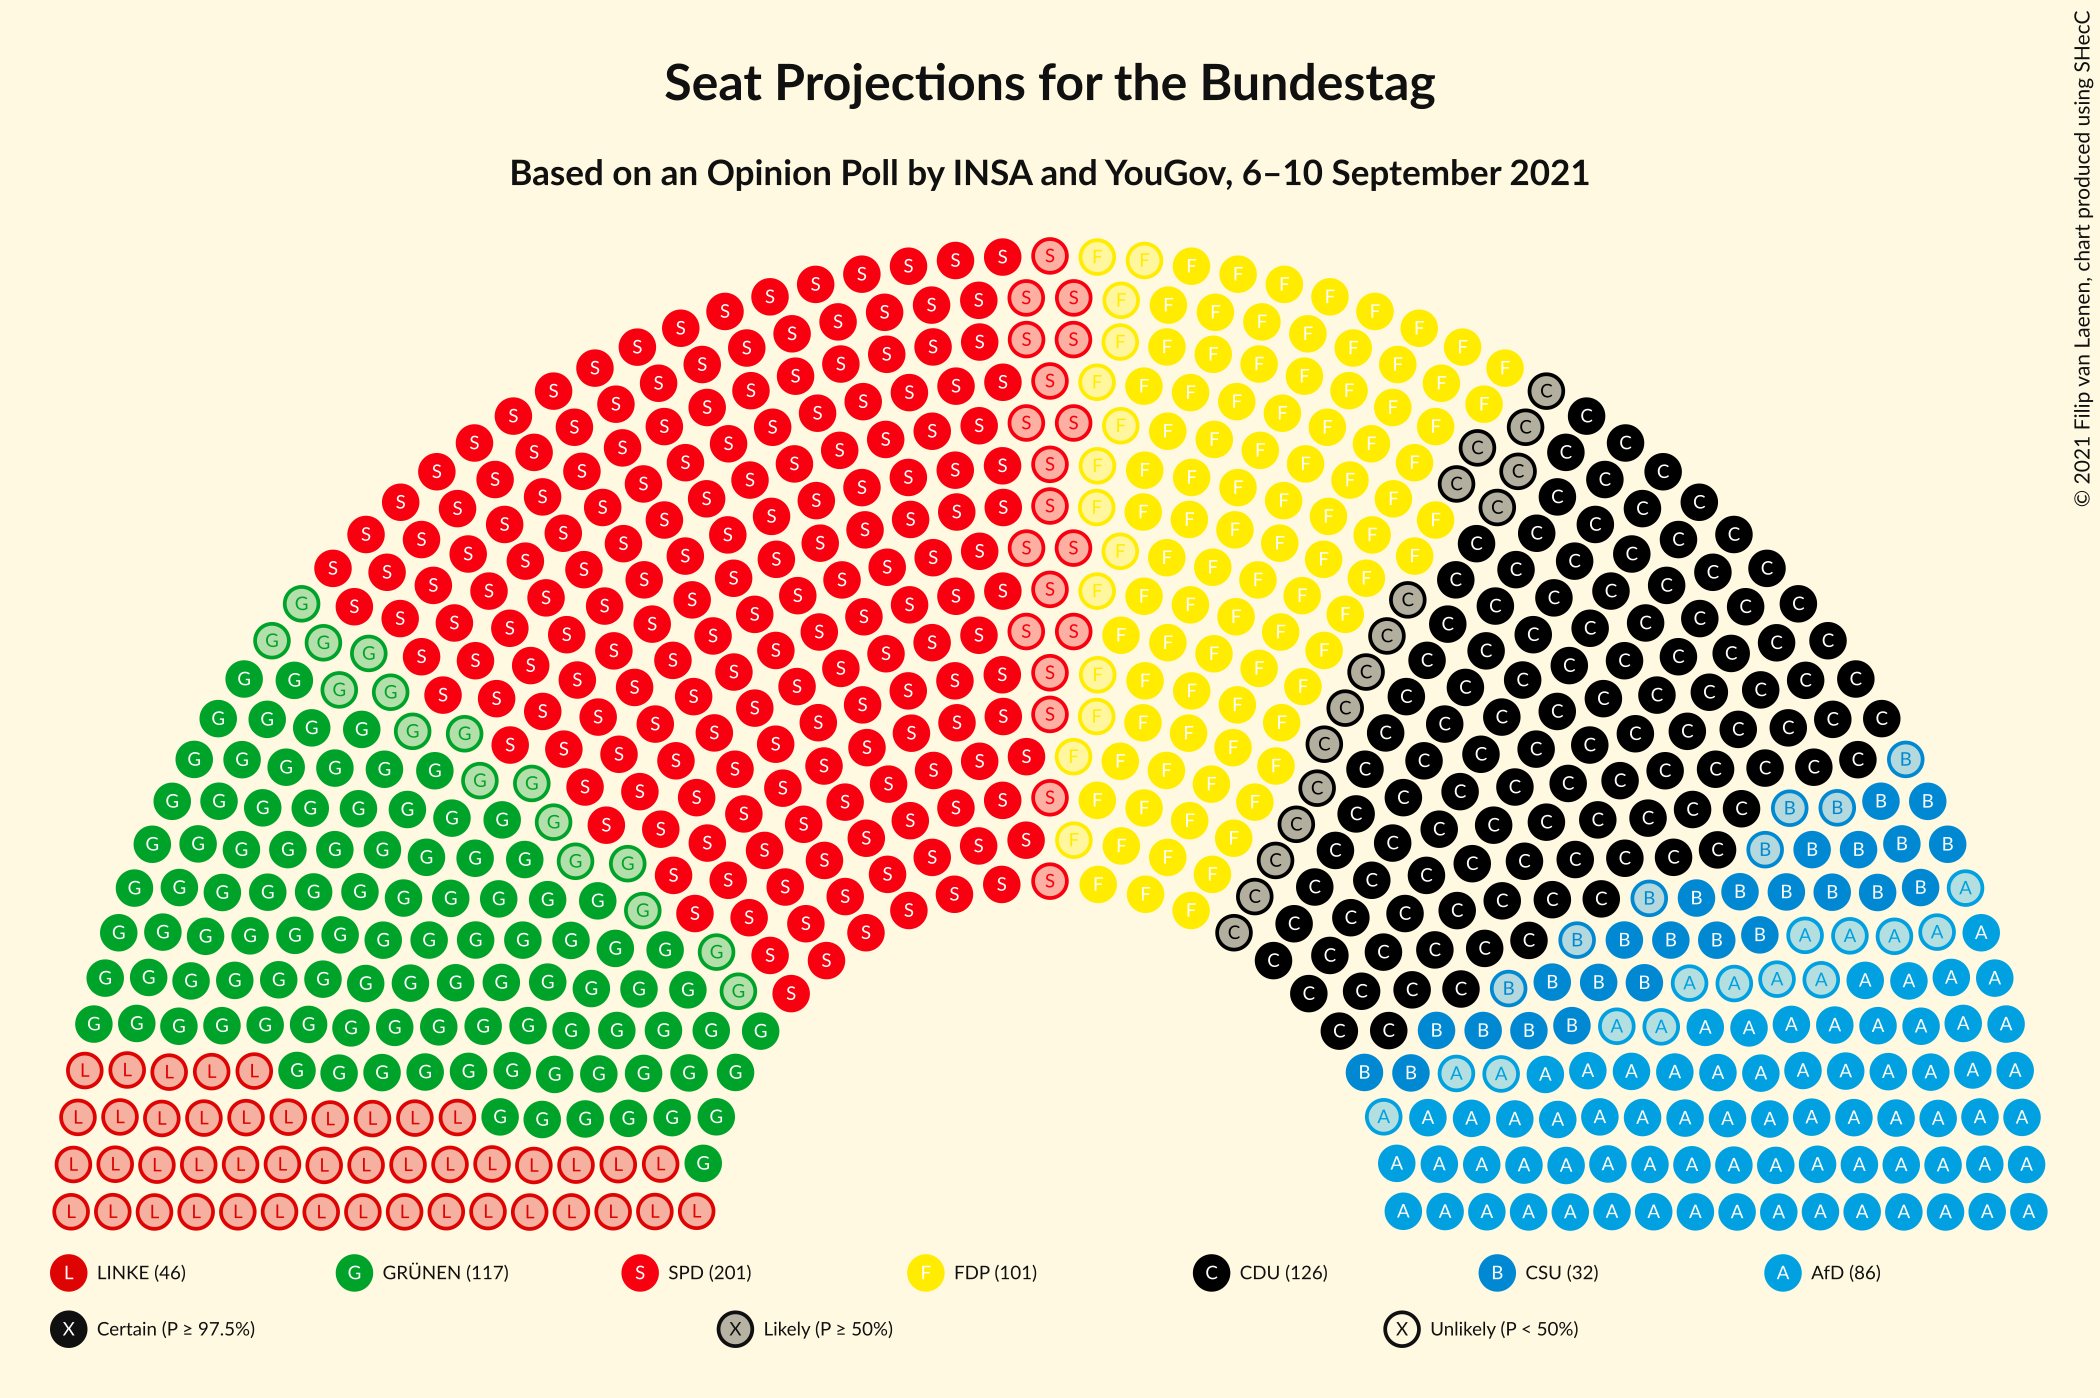 Seat Projections for the Bundestag
Based on an Opinion Poll by INSA and YouGov, 6–10 September 2021
© 2021 Filip van Laenen, chart produced using SHecC
L LINKE (46) G GRÜNEN (117) S SPD (201) F FDP (101) C CDU (126) B CSU (32) A AfD (86)
X Certain (P ≥ 97.5%) X Likely (P ≥ 50%) X Unlikely (P < 50%)